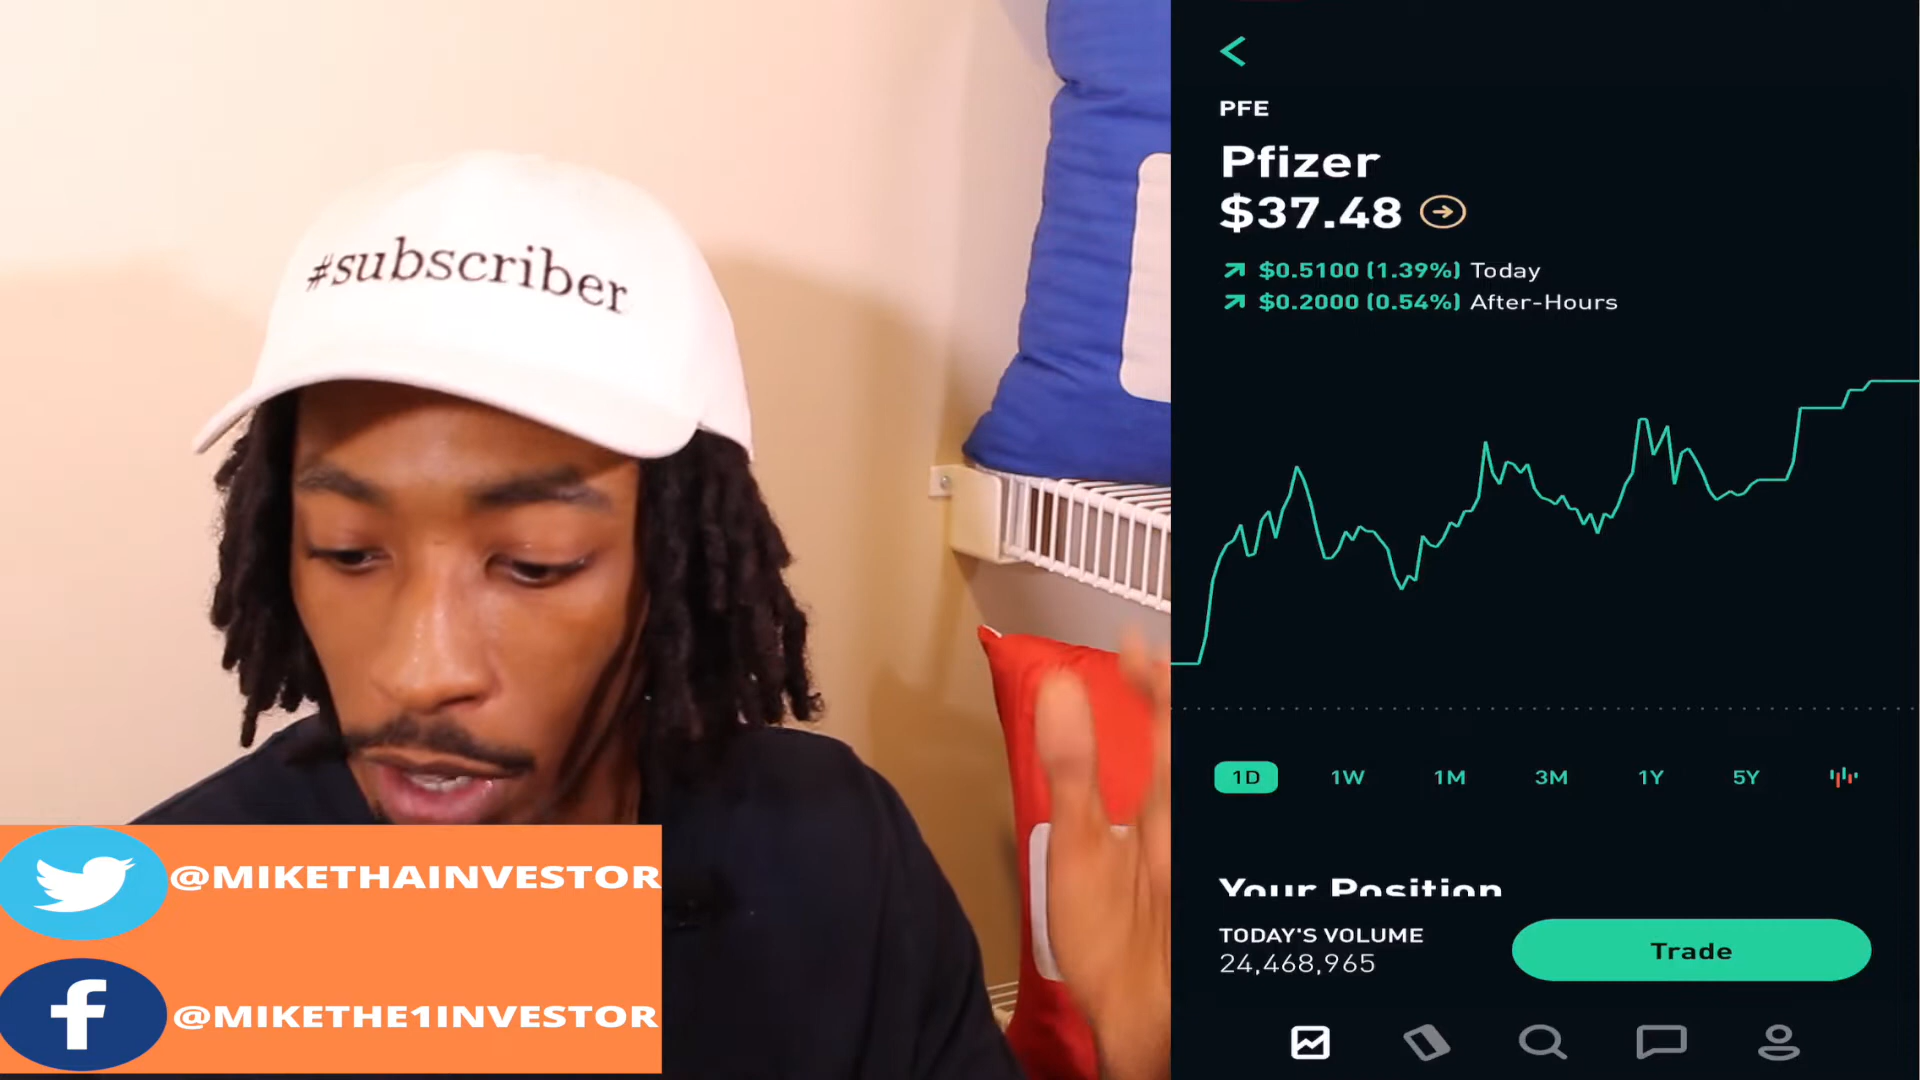 #subscriber
@MIKETHAINVESTOR
@MIKETHE1INVESTOR
PFE
Pfizer
$37.48
$0.5100 (1.39%) Today
$0.2000 (0.54%) After-Hours
1D 1W 1M 3M 1Y 5Y
Your Position
TODAY'S VOLUME
24,468,965
Trade